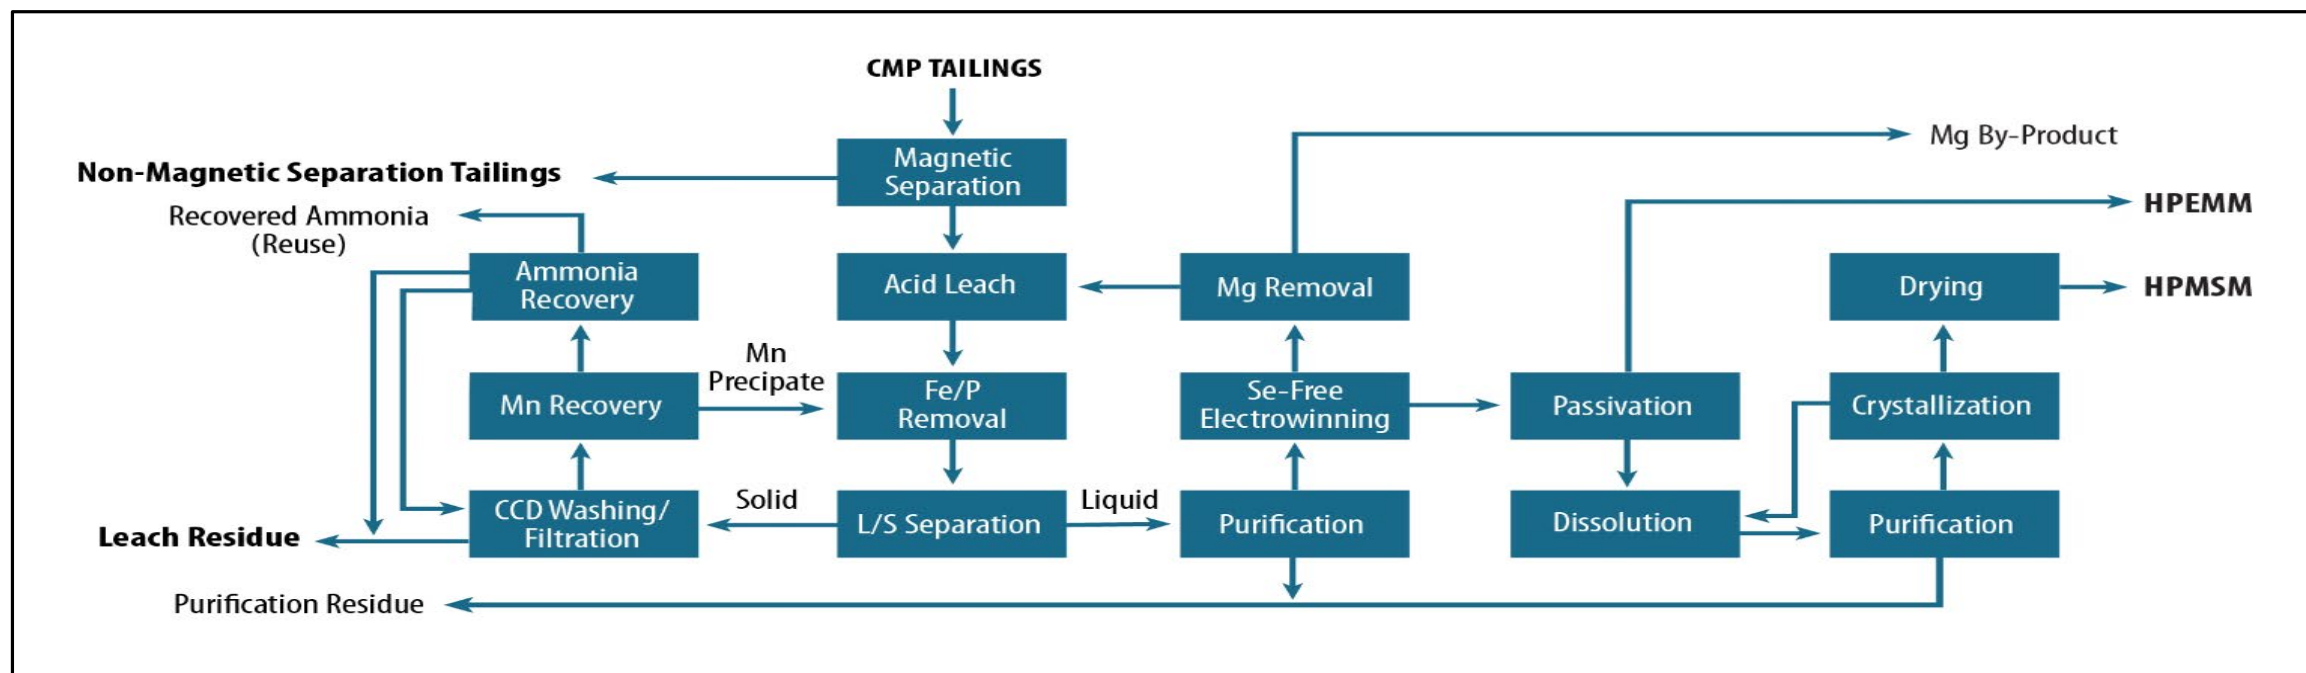 CMP TAILINGS
Mg By-Product
Magnetic
Separation
Non-Magnetic Separation Tailings
HPEMM
Recovered Ammonia
(Reuse)
Ammonia
Recovery
Acid Leach
Mg Removal
Drying
HPMSM
Mn
Precipate
Mn Recovery
Fe/P
Removal
Se-Free
Electrowinning
Passivation
Crystallization
Solid
Liquid
CCD Washing/
Filtration
L/S Separation
Purification
Dissolution
Purification
Leach Residue
Purification Residue